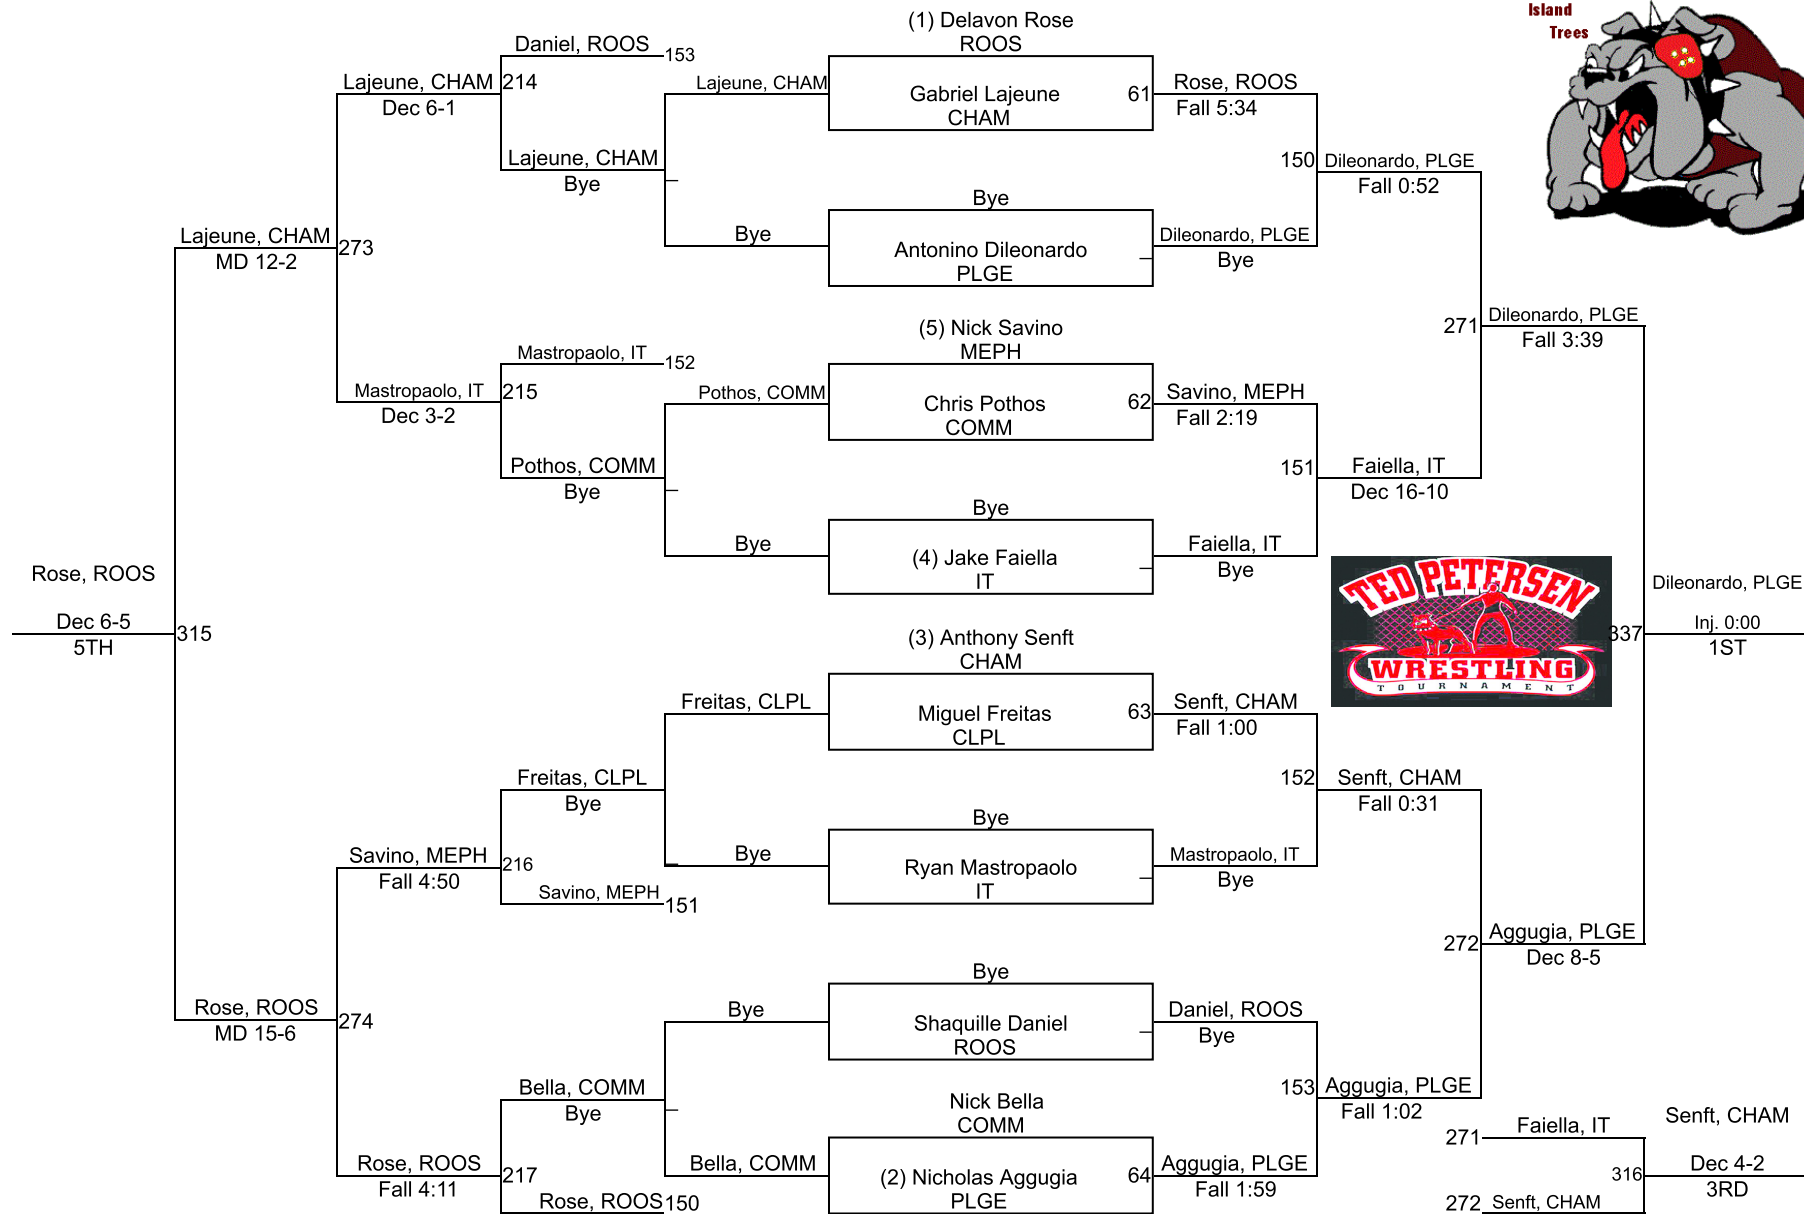 Island
Trees
(1) Delavon Rose
ROOS
Daniel, ROOS
153
Lajeune, CHAM
214
Lajeune, CHAM
Gabriel Lajeune
61
Rose, ROOS
Dec 6-1
CHAM
Fall 5:34
Lajeune, CHAM
150
Dileonardo, PLGE
Bye
Fall 0:52
Bye
Lajeune, CHAM
Bye
Dileonardo, PLGE
273
Antonino Dileonardo
MD 12-2
PLGE
Bye
(5) Nick Savino
271
Dileonardo, PLGE
MEPH
Fall 3:39
Mastropaolo, IT
152
Mastropaolo, IT
215
Pothos, COMM
Chris Pothos
62
Savino, MEPH
Dec 3-2
COMM
Fall 2:19
Pothos, COMM
151
Faiella, IT
Bye
Dec 16-10
Bye
Bye
(4) Jake Faiella
Faiella, IT
IT
Bye
Rose, ROOS
TED PETERSEN
WRESTLING
TOURNAMENT
Dileonardo, PLGE
Dec 6-5
315
337
Inj. 0:00
5TH
1ST
(3) Anthony Senft
CHAM
Freitas, CLPL
Miguel Freitas
63
Senft, CHAM
CLPL
Fall 1:00
Freitas, CLPL
152
Senft, CHAM
Bye
Fall 0:31
Bye
Savino, MEPH
216
Bye
Ryan Mastropaolo
Mastropaolo, IT
Fall 4:50
IT
Bye
Savino, MEPH
151
272
Aggugia, PLGE
Dec 8-5
Bye
Rose, ROOS
274
Bye
Shaquille Daniel
Daniel, ROOS
MD 15-6
ROOS
Bye
Bella, COMM
153
Aggugia, PLGE
Bye
Fall 1:02
Nick Bella
COMM
271
Faiella, IT
Senft, CHAM
Rose, ROOS
217
Bella, COMM
(2) Nicholas Aggugia
64
Aggugia, PLGE
316
Dec 4-2
Fall 4:11
PLGE
Fall 1:59
3RD
Rose, ROOS
150
272
Senft, CHAM